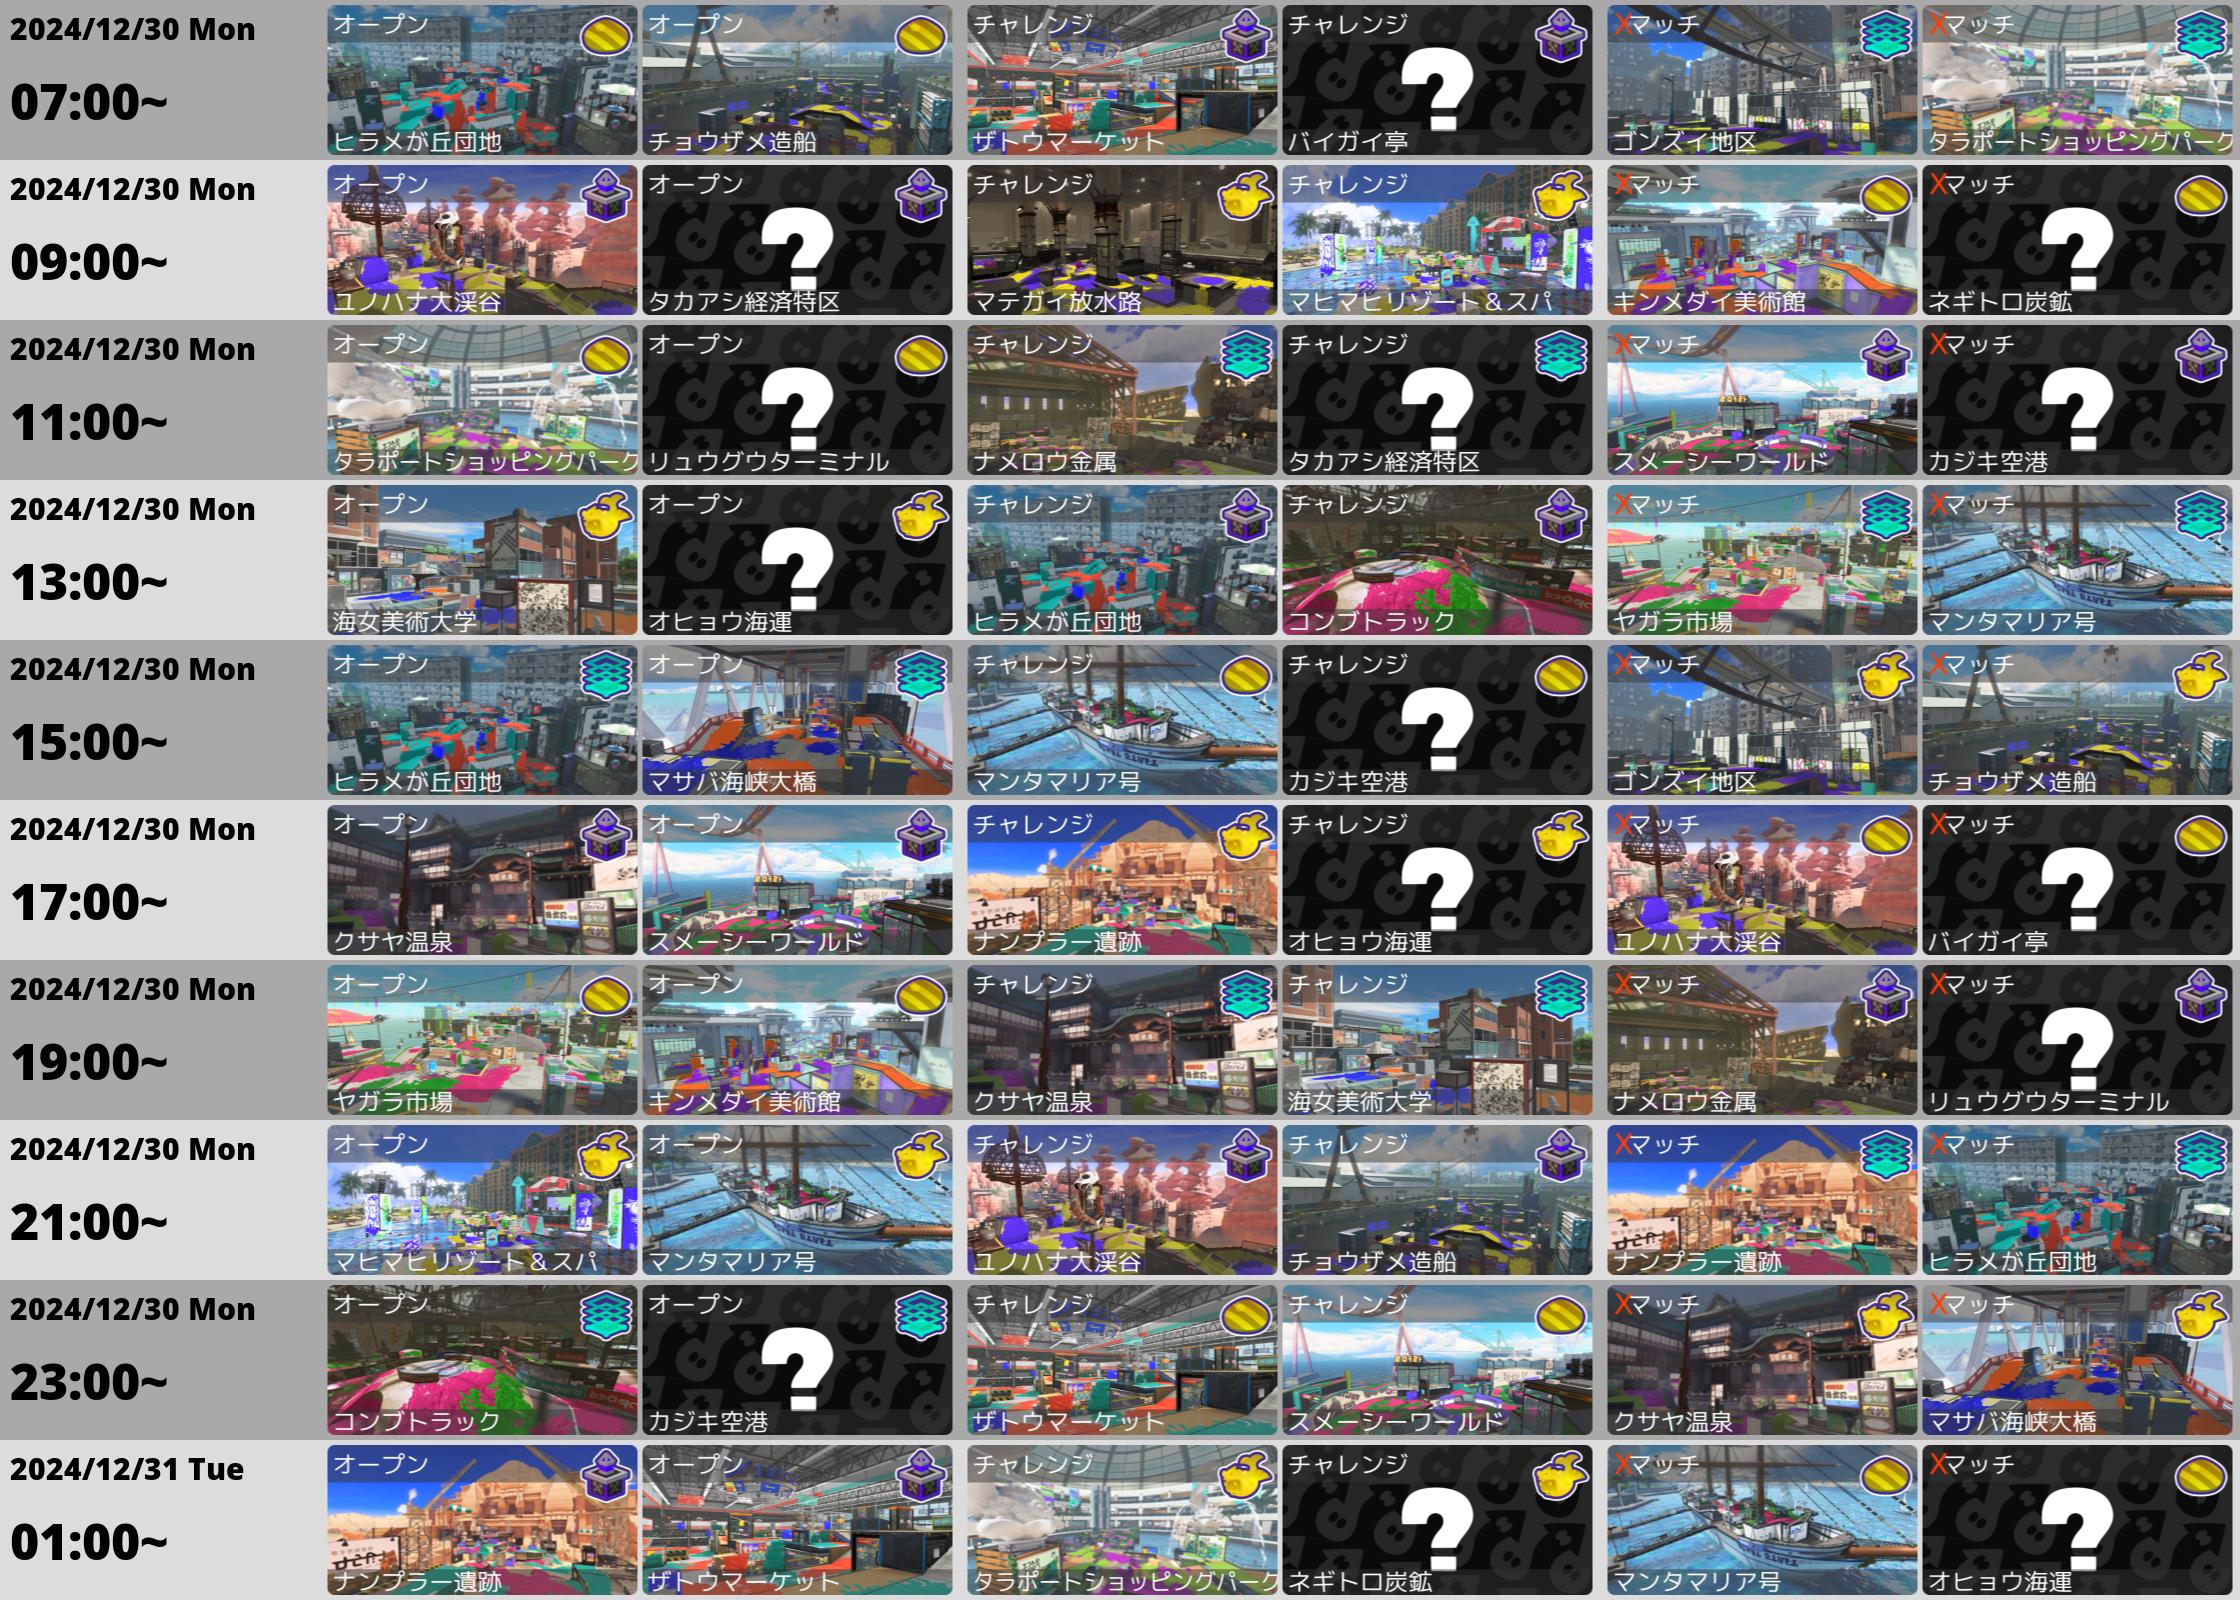 2024/12/30 Mon
07:00~
オープン
ヒラメが丘団地
オープン
チョウザメ造船
チャレンジ
ザトウマーケット
チャレンジ
バイガイ亭
Xマッチ
ゴンズイ地区
Xマッチ
タラポートショッピングパーク
2024/12/30 Mon
09:00~
オープン
ユノハナ大渓谷
オープン
タカアシ経済特区
チャレンジ
マテガイ放水路
チャレンジ
マヒマヒリゾート＆スパ
Xマッチ
キンメダイ美術館
Xマッチ
ネギトロ炭鉱
2024/12/30 Mon
11:00~
オープン
タラポートショッピングパーク
オープン
リュウグウターミナル
チャレンジ
ナメロウ金属
チャレンジ
タカアシ経済特区
Xマッチ
スメーシーワールド
Xマッチ
カジキ空港
2024/12/30 Mon
13:00~
オープン
海女美術大学
オープン
オヒョウ海運
チャレンジ
ヒラメが丘団地
チャレンジ
コンブトラック
Xマッチ
ヤガラ市場
Xマッチ
マンタマリア号
2024/12/30 Mon
15:00~
オープン
ヒラメが丘団地
オープン
マサバ海峡大橋
チャレンジ
マンタマリア号
チャレンジ
カジキ空港
Xマッチ
ゴンズイ地区
Xマッチ
チョウザメ造船
2024/12/30 Mon
17:00~
オープン
クサヤ温泉
オープン
スメーシーワールド
チャレンジ
ナンプラー遺跡
チャレンジ
オヒョウ海運
Xマッチ
ユノハナ大渓谷
Xマッチ
バイガイ亭
2024/12/30 Mon
19:00~
オープン
ヤガラ市場
オープン
キンメダイ美術館
チャレンジ
クサヤ温泉
チャレンジ
海女美術大学
Xマッチ
ナメロウ金属
Xマッチ
リュウグウターミナル
2024/12/30 Mon
21:00~
オープン
マヒマヒリゾート＆スパ
オープン
マンタマリア号
チャレンジ
ユノハナ大渓谷
チャレンジ
チョウザメ造船
Xマッチ
ナンプラー遺跡
Xマッチ
ヒラメが丘団地
2024/12/30 Mon
23:00~
オープン
コンブトラック
オープン
カジキ空港
チャレンジ
ザトウマーケット
チャレンジ
スメーシーワールド
Xマッチ
クサヤ温泉
Xマッチ
マサバ海峡大橋
2024/12/31 Tue
01:00~
オープン
ナンプラー遺跡
オープン
ザトウマーケット
チャレンジ
タラポートショッピングパーク
チャレンジ
ネギトロ炭鉱
Xマッチ
マンタマリア号
Xマッチ
オヒョウ海運